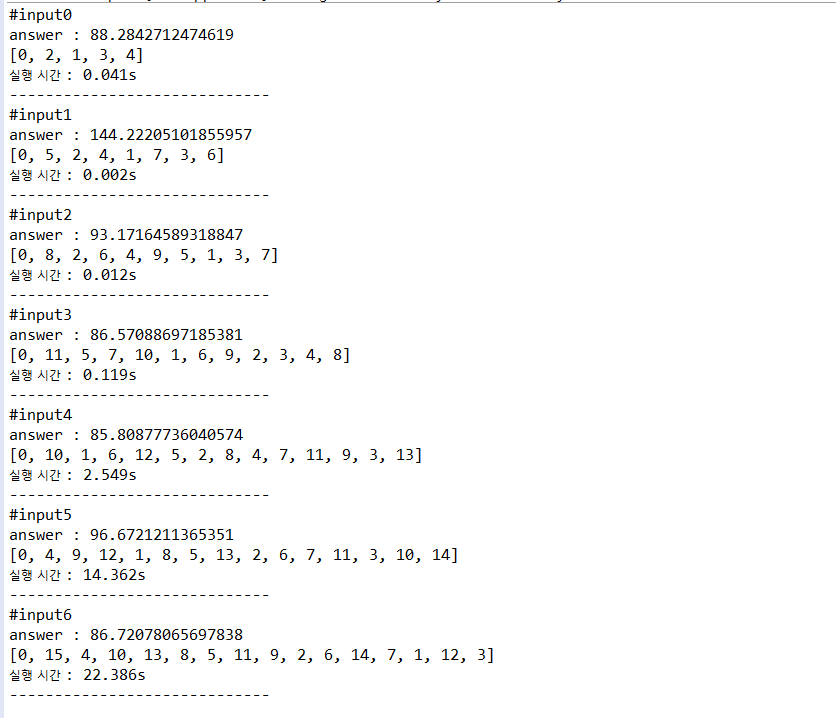 #input0
answer : 88.2842712474619
[0, 2, 1, 3, 4]
실행 시간 : 0.041s
-----------------------------
#input1
answer : 144.22205101855957
[0, 5, 2, 4, 1, 7, 3, 6]
실행 시간 : 0.002s
-----------------------------
#input2
answer : 93.17164589318847
[0, 8, 2, 6, 4, 9, 5, 1, 3, 7]
실행 시간 : 0.012s
-----------------------------
#input3
answer : 86.57088697185381
[0, 11, 5, 7, 10, 1, 6, 9, 2, 3, 4, 8]
실행 시간 : 0.119s
-----------------------------
#input4
answer : 85.80877736040574
[0, 10, 1, 6, 12, 5, 2, 8, 4, 7, 11, 9, 3, 13]
실행 시간 : 2.549s
-----------------------------
#input5
answer : 96.6721211365351
[0, 4, 9, 12, 1, 8, 5, 13, 2, 6, 7, 11, 3, 10, 14]
실행 시간 : 14.362s
-----------------------------
#input6
answer : 86.72078065697838
[0, 15, 4, 10, 13, 8, 5, 11, 9, 2, 6, 14, 7, 1, 12, 3]
실행 시간 : 22.386s
-----------------------------